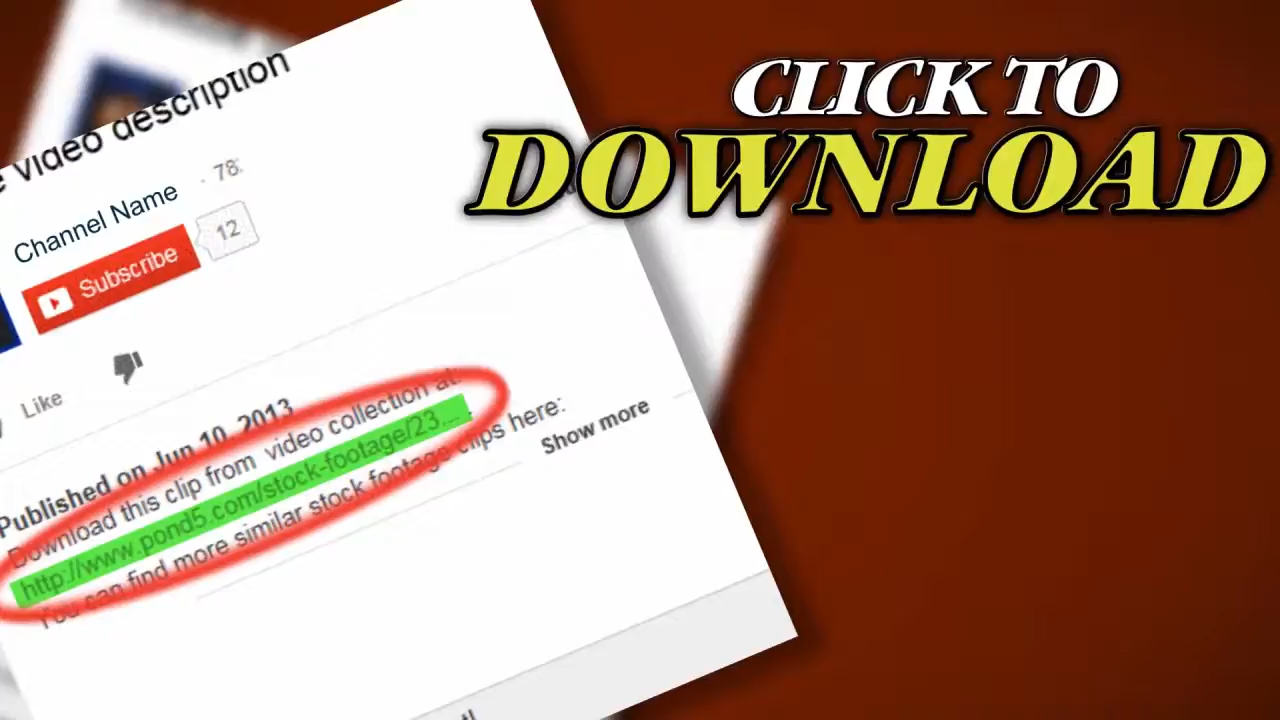 CLICK TO
DOWNLOAD
video description
Channel Name
78
Subscribe
12
Like
Published on Jun 10, 2013
Download this clip from video collection at:
http://www.pond5.com/stock-footage/23...
You can find more similar stock footage clips here:
Show more